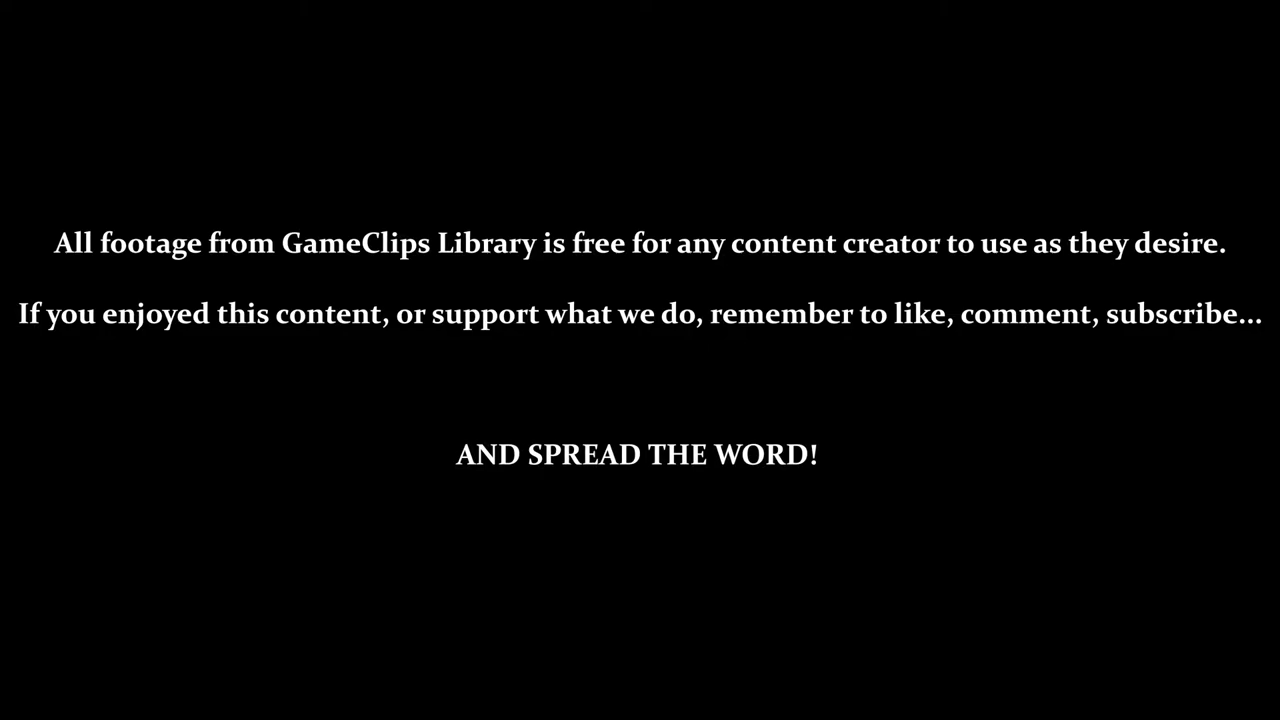 All footage from GameClips Library is free for any content creator to use as they desire.
If you enjoyed this content, or support what we do, remember to like, comment, subscribe...
AND SPREAD THE WORD!